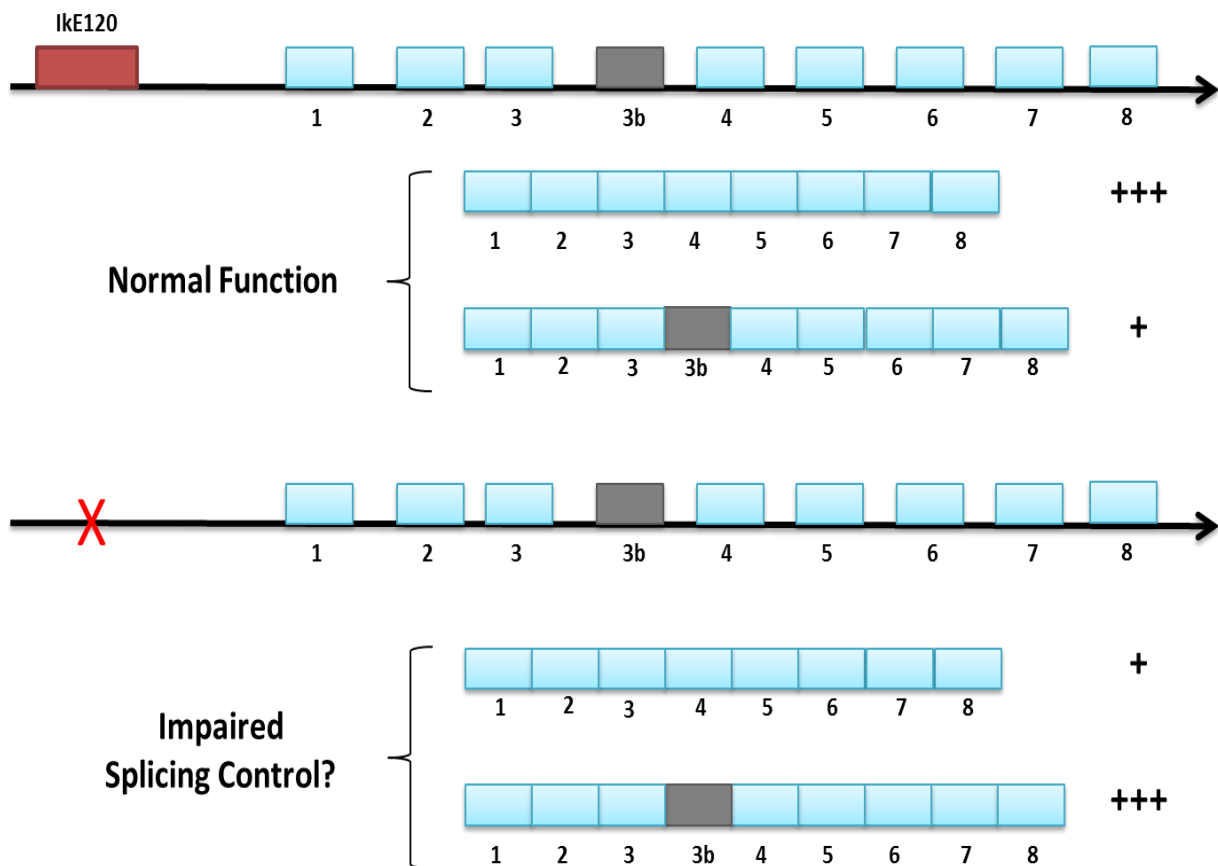 IkE120
1 2 3 3b 4 5 6 7 8
+++
1 2 3 4 5 6 7 8
Normal Function
+
1 2 3 3b 4 5 6 7 8
X
1 2 3 3b 4 5 6 7 8
+
1 2 3 4 5 6 7 8
Impaired
Splicing Control?
+++
1 2 3 3b 4 5 6 7 8